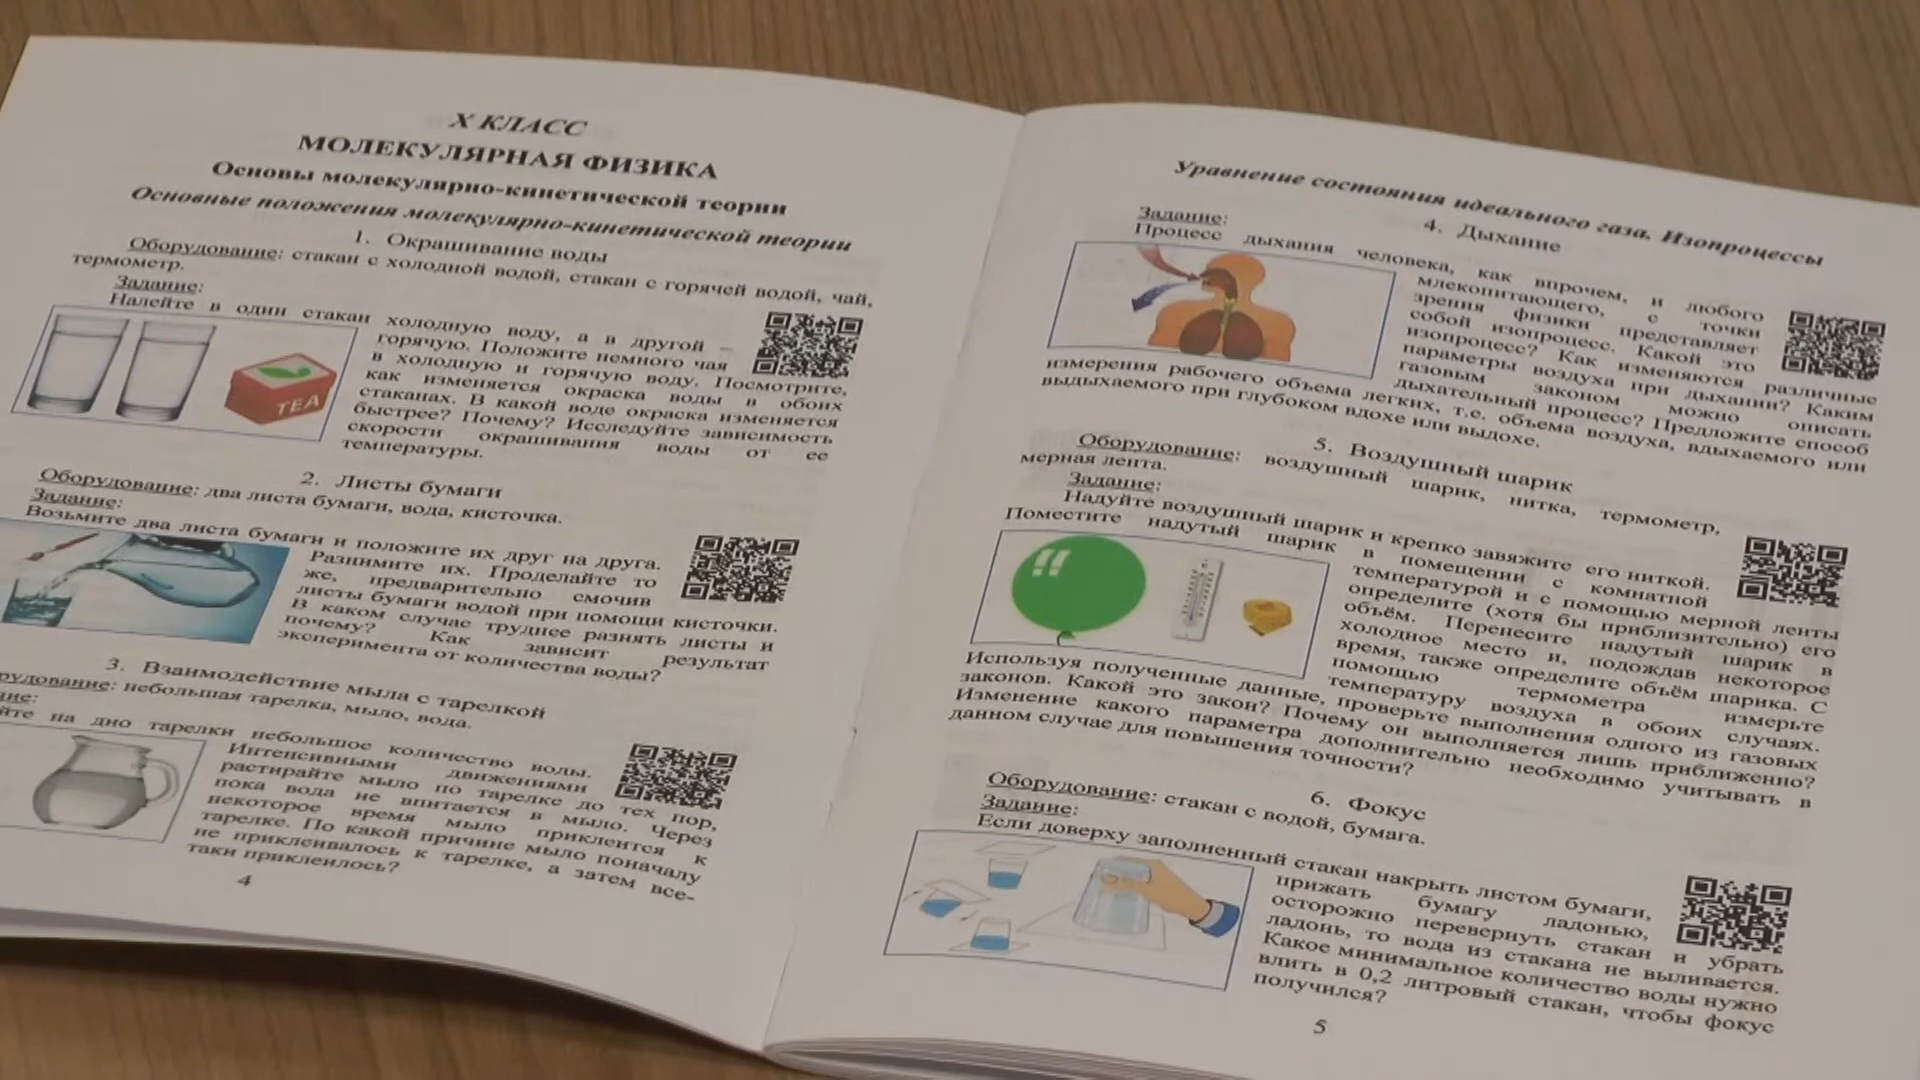 X КЛАСС
МОЛЕКУЛЯРНАЯ ФИЗИКА
Основы молекулярно-кинетической теории
Основные положения молекулярно-кинетической теории
1. Окрашивание воды
Оборудование: стакан с холодной водой, стакан с горячей водой, чай,
термометр.
Задание:
Налейте в один стакан холодную воду, а в другой –
горячую. Положите немного чая
в холодную и горячую воду. Посмотрите,
как изменяется окраска воды в обоих
стаканах. В какой воде окраска изменяется
быстрее? Почему? Исследуйте зависимость
скорости окрашивания воды от ее
температуры.
TEA
2. Листы бумаги
Оборудование: два листа бумаги, вода, кисточка.
Задание:
Возьмите два листа бумаги и положите их друг на друга.
Разнимите их. Проделайте то
же, предварительно смочив
листы бумаги водой при помощи кисточки.
В каком случае труднее разнять листы и
почему? Как зависит результат
эксперимента от количества воды?
3. Взаимодействие мыла с тарелкой
рудование: небольшая тарелка, мыло, вода.
ние:
йте на дно тарелки небольшое количество воды.
Интенсивными движениями
растирайте мыло по тарелке до тех пор,
пока вода не впитается в мыло. Через
некоторое время мыло приклеится к
тарелке. По какой причине мыло поначалу
не приклеивалось к тарелке, а затем все-
таки приклеилось?
4
Уравнение состояния идеального газа. Изопроцессы
4. Дыхание
Задание:
Процесс дыхания человека, как впрочем, и любого
млекопитающего, с точки
зрения физики представляет
собой изопроцесс. Какой это
изопроцесс? Как изменяются различные
параметры воздуха при дыхании? Каким
газовым законом можно описать
дыхательный процесс? Предложите способ
измерения рабочего объема легких, т.е. объема воздуха, вдыхаемого или
выдыхаемого при глубоком вдохе или выдохе.
5. Воздушный шарик
Оборудование: воздушный шарик, нитка, термометр,
мерная лента.
Задание:
Надуйте воздушный шарик и крепко завяжите его ниткой.
Поместите надутый шарик в помещении с комнатной
температурой и с помощью мерной ленты
определите (хотя бы приблизительно) его
объём. Перенесите надутый шарик в
холодное место и, подождав некоторое
время, также определите объём шарика. С
помощью термометра измерьте
температуру воздуха в обоих случаях.
Используя полученные данные, проверьте выполнения одного из газовых
законов. Какой это закон? Почему он выполняется лишь приближенно?
Изменение какого параметра дополнительно необходимо учитывать в
данном случае для повышения точности?
6. Фокус
Оборудование: стакан с водой, бумага.
Задание:
Если доверху заполненный стакан накрыть листом бумаги,
прижать бумагу ладонью,
осторожно перевернуть стакан и убрать
ладонь, то вода из стакана не выливается.
Какое минимальное количество воды нужно
влить в 0,2 литровый стакан, чтобы фокус
получился?
5